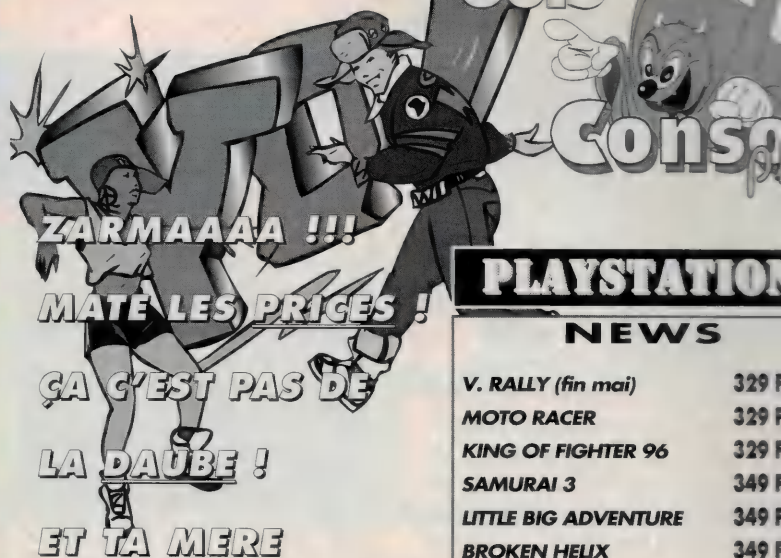 ZARMAAAA !!!
MATE LES PRICES !
ÇA C'EST PAS DE
LA DAUBE !
ET TA MERE
PLAYSTATION
NEWS
V. RALLY (fin mai) 329 F
MOTO RACER 329 F
KING OF FIGHTER 96 329 F
SAMURAI 3 349 F
LITTLE BIG ADVENTURE 349 F
BROKEN HELIX 349 F